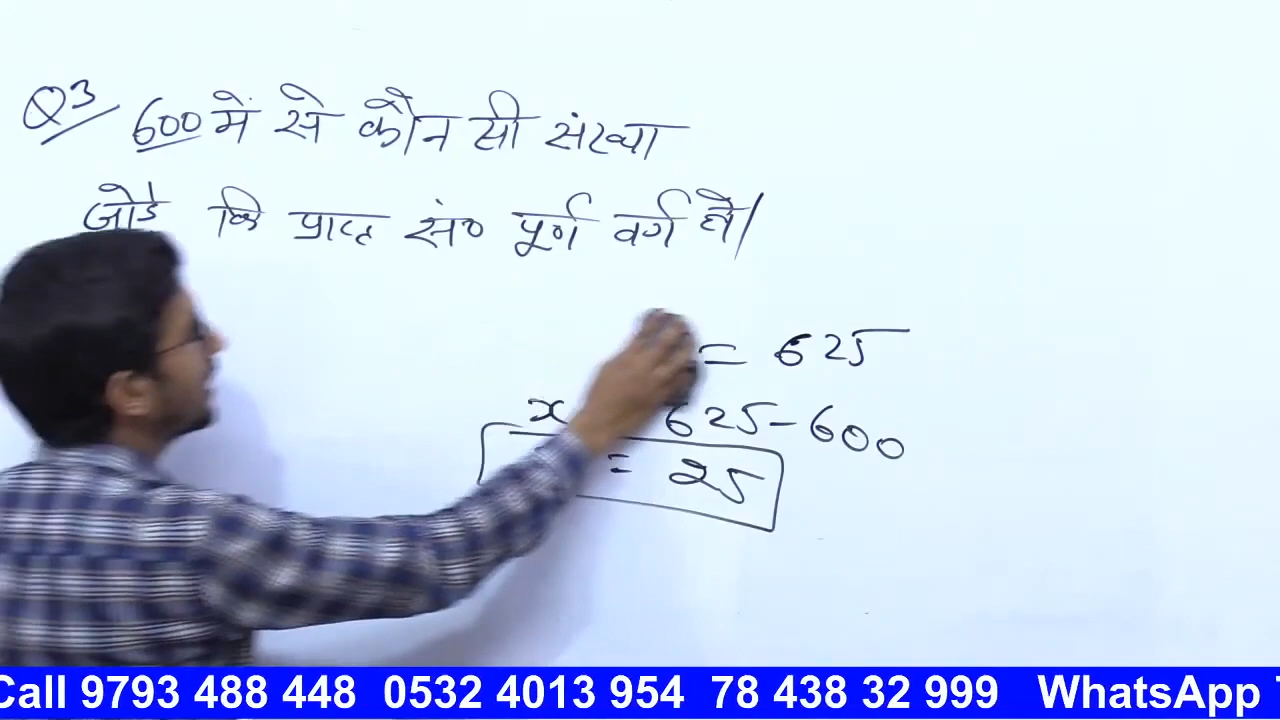 Q3 600 में से कौन सी संख्या
जोड़े कि प्राप्त सं० पूर्ण वर्ग हो।
= 625
x 625-600
= 25
Call 9793 488 448 0532 4013 954 78 438 32 999 WhatsApp